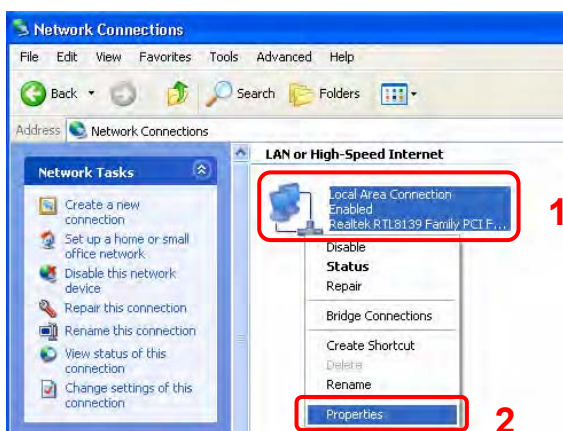 Network Connections
File Edit View Favorites Tools Advanced Help
Back Search Folders
Address Network Connections
Network Tasks
Create a new
connection
Set up a home or small
office network
Disable this network
device
Repair this connection
Rename this connection
View status of this
connection
Change settings of this
connection
LAN or High-Speed Internet
Local Area Connection
Enabled
Realtek RTL8139 Family PCI F...
1
Disable
Status
Repair
Bridge Connections
Create Shortcut
Delete
Rename
Properties
2